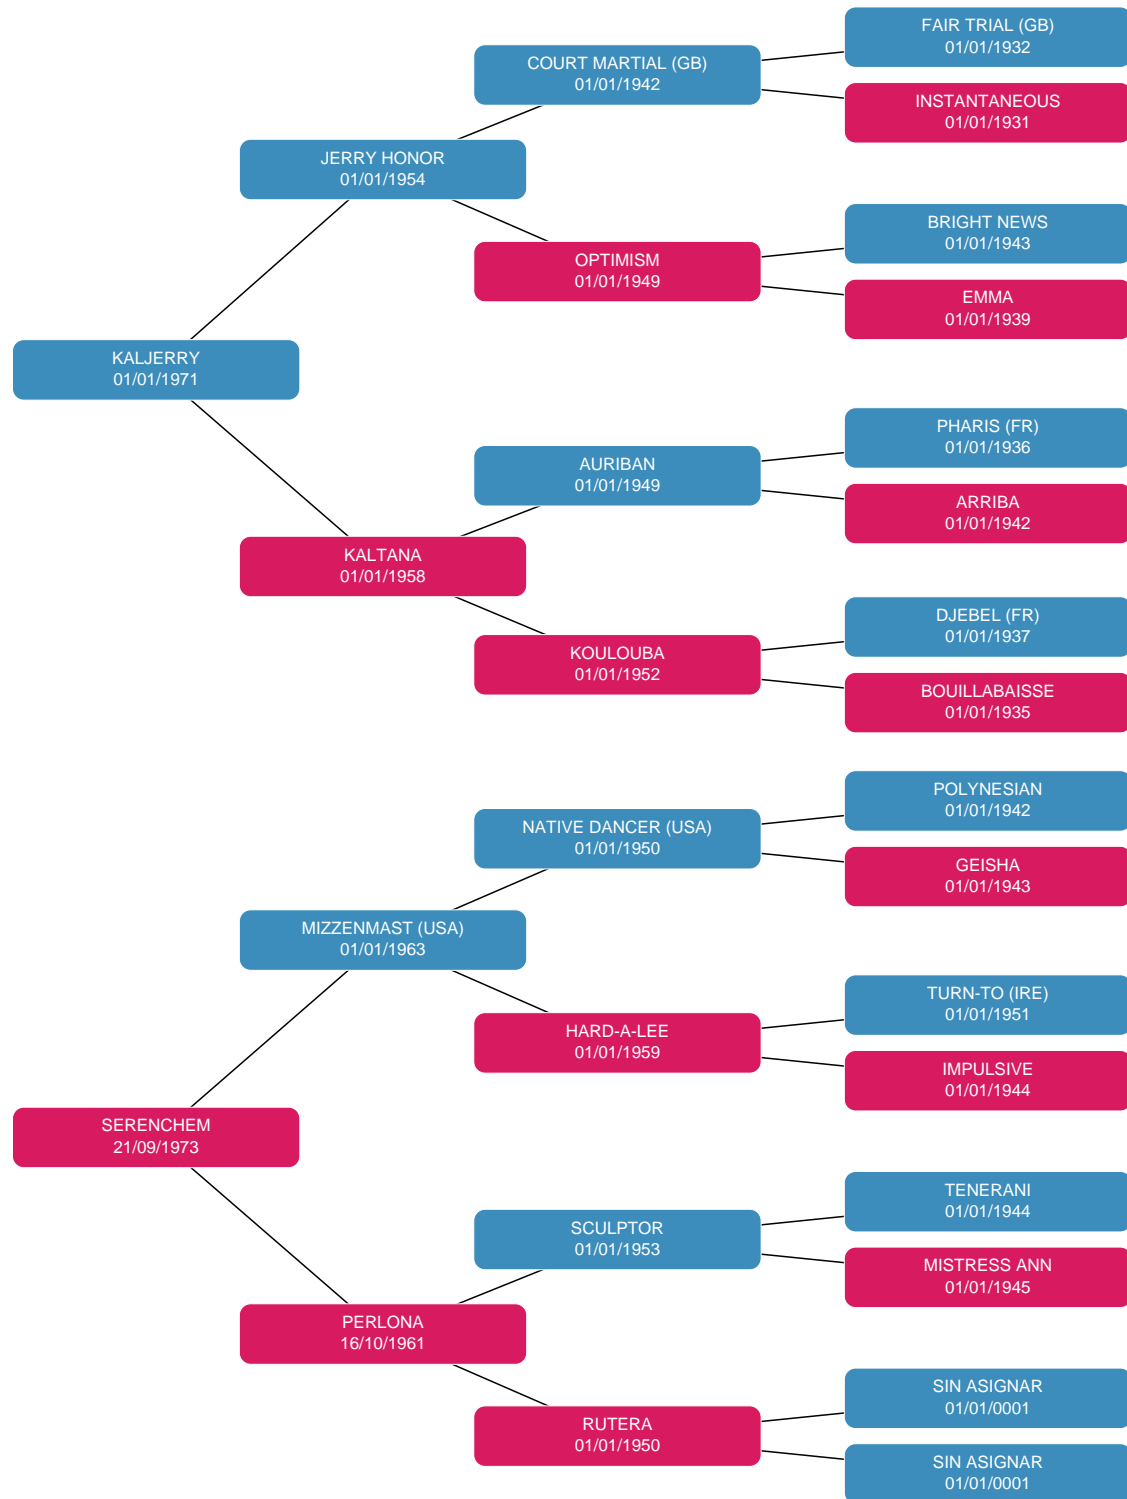 FAIR TRIAL (GB)
01/01/1932
COURT MARTIAL (GB)
01/01/1942
INSTANTANEOUS
01/01/1931
JERRY HONOR
01/01/1954
BRIGHT NEWS
01/01/1943
OPTIMISM
01/01/1949
EMMA
01/01/1939
KALJERRY
01/01/1971
PHARIS (FR)
01/01/1936
AURIBAN
01/01/1949
ARRIBA
01/01/1942
KALTANA
01/01/1958
DJEBEL (FR)
01/01/1937
KOULOUBA
01/01/1952
BOUILLABAISSE
01/01/1935
POLYNESIAN
01/01/1942
NATIVE DANCER (USA)
01/01/1950
GEISHA
01/01/1943
MIZZENMAST (USA)
01/01/1963
TURN-TO (IRE)
01/01/1951
HARD-A-LEE
01/01/1959
IMPULSIVE
01/01/1944
SERENCHEM
21/09/1973
TENERANI
01/01/1944
SCULPTOR
01/01/1953
MISTRESS ANN
01/01/1945
PERLONA
16/10/1961
SIN ASIGNAR
01/01/0001
RUTERA
01/01/1950
SIN ASIGNAR
01/01/0001